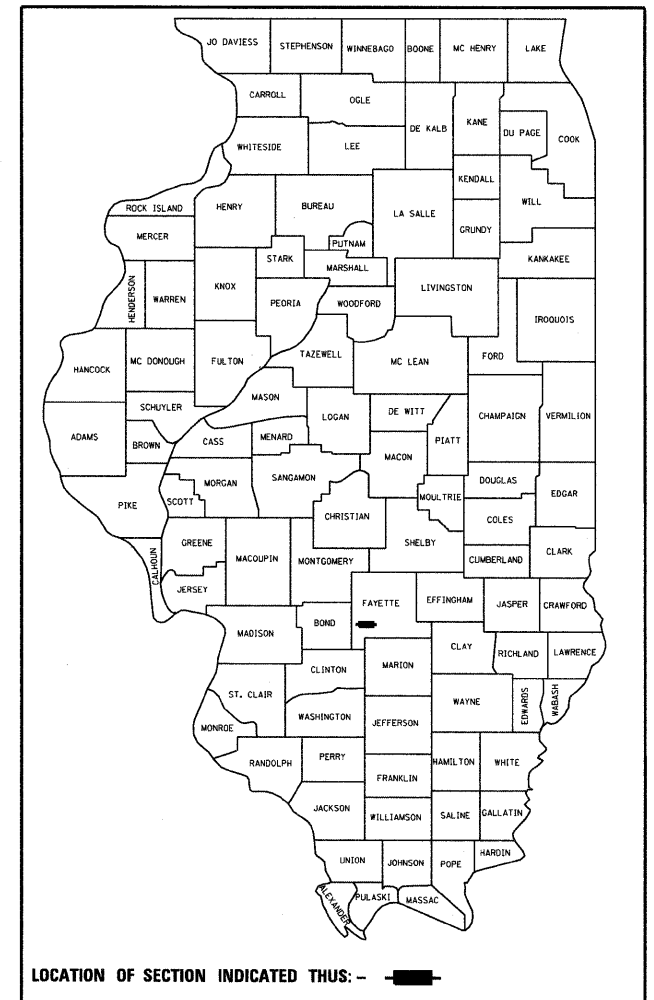 JO DAVIESS STEPHENSON WINNEBAGO BOONE MC HENRY LAKE
CARROLL OGLE DE KALB KANE DU PAGE COOK
WHITESIDE LEE
KENDALL
ROCK ISLAND HENRY BUREAU LA SALLE WILL
MERCER PUTNAM GRUNDY
STARK MARSHALL KANKAKEE
HENDERSON WARREN KNOX PEORIA WOODFORD LIVINGSTON IROQUOIS
HANCOCK MC DONOUGH FULTON TAZEWELL MC LEAN FORD
SCHUYLER MASON LOGAN DE WITT CHAMPAIGN VERMILION
ADAMS BROWN CASS MENARD MACON PIATT
SCOTT MORGAN SANGAMON MOULTRIE DOUGLAS EDGAR
PIKE CHRISTIAN COLES
CALHOUN GREENE MACOUPIN MONTGOMERY SHELBY CUMBERLAND CLARK
JERSEY FAYETTE EFFINGHAM JASPER CRAWFORD
MADISON BOND
CLAY RICHLAND LAWRENCE
CLINTON MARION
ST. CLAIR WAYNE EDWARDS WABASH
MONROE WASHINGTON JEFFERSON
RANDOLPH PERRY HAMILTON WHITE
FRANKLIN
JACKSON WILLIAMSON SALINE GALLATIN
UNION JOHNSON POPE HARDIN
ALEXANDER PULASKI MASSAC
LOCATION OF SECTION INDICATED THUS: –